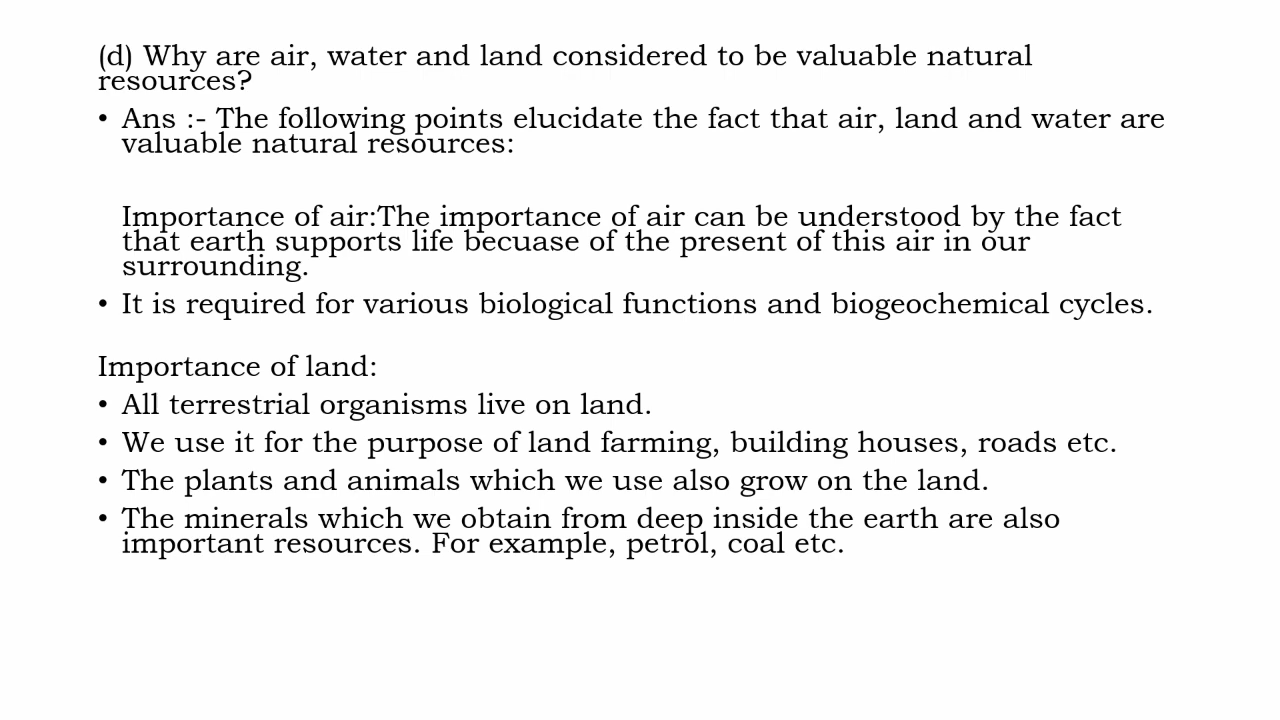 (d) Why are air, water and land considered to be valuable natural
resources?
• Ans :- The following points elucidate the fact that air, land and water are
valuable natural resources:
Importance of air:The importance of air can be understood by the fact
that earth supports life becuase of the present of this air in our
surrounding.
• It is required for various biological functions and biogeochemical cycles.
Importance of land:
• All terrestrial organisms live on land.
• We use it for the purpose of land farming, building houses, roads etc.
• The plants and animals which we use also grow on the land.
• The minerals which we obtain from deep inside the earth are also
important resources. For example, petrol, coal etc.